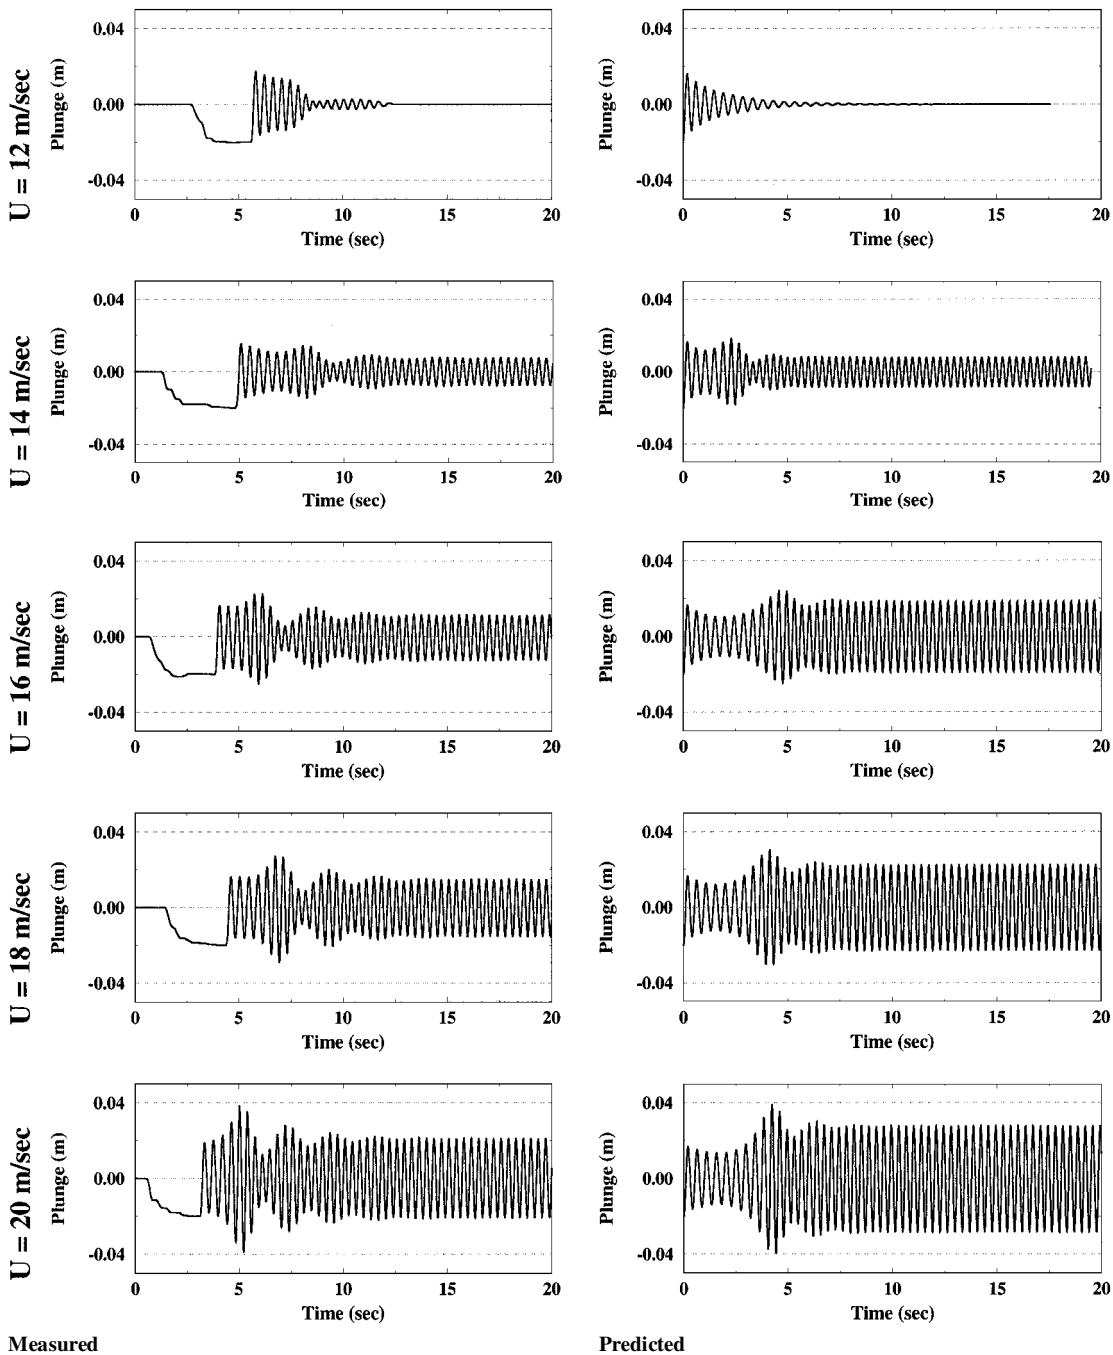 U = 12 m/sec
Plunge (m)
0.04
0.00
-0.04
0 5 10 15 20
Time (sec)
Plunge (m)
0.04
0.00
-0.04
0 5 10 15 20
Time (sec)
U = 14 m/sec
Plunge (m)
0.04
0.00
-0.04
0 5 10 15 20
Time (sec)
Plunge (m)
0.04
0.00
-0.04
0 5 10 15 20
Time (sec)
U = 16 m/sec
Plunge (m)
0.04
0.00
-0.04
0 5 10 15 20
Time (sec)
Plunge (m)
0.04
0.00
-0.04
0 5 10 15 20
Time (sec)
U = 18 m/sec
Plunge (m)
0.04
0.00
-0.04
0 5 10 15 20
Time (sec)
Plunge (m)
0.04
0.00
-0.04
0 5 10 15 20
Time (sec)
U = 20 m/sec
Plunge (m)
0.04
0.00
-0.04
0 5 10 15 20
Time (sec)
Plunge (m)
0.04
0.00
-0.04
0 5 10 15 20
Time (sec)
Measured
Predicted